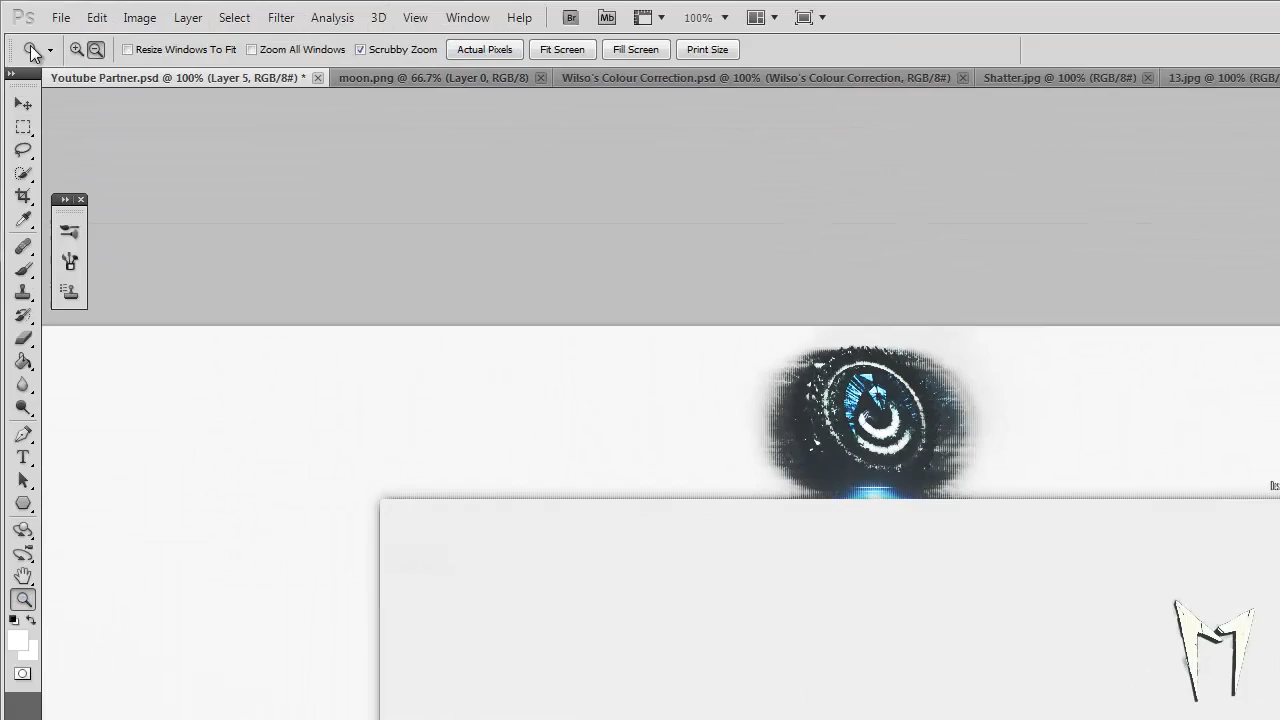 Ps File Edit Image Layer Select Filter Analysis 3D View Window Help Br Mb 100%
Resize Windows To Fit Zoom All Windows Scrubby Zoom Actual Pixels Fit Screen Fill Screen Print Size
Youtube Partner.psd @ 100% (Layer 5, RGB/8#) * moon.png @ 66.7% (Layer 0, RGB/8) Wilso's Colour Correction.psd @ 100% (Wilso's Colour Correction, RGB/8#) Shatter.jpg @ 100% (RGB/8#) 13.jpg @ 100% (RGB/
T